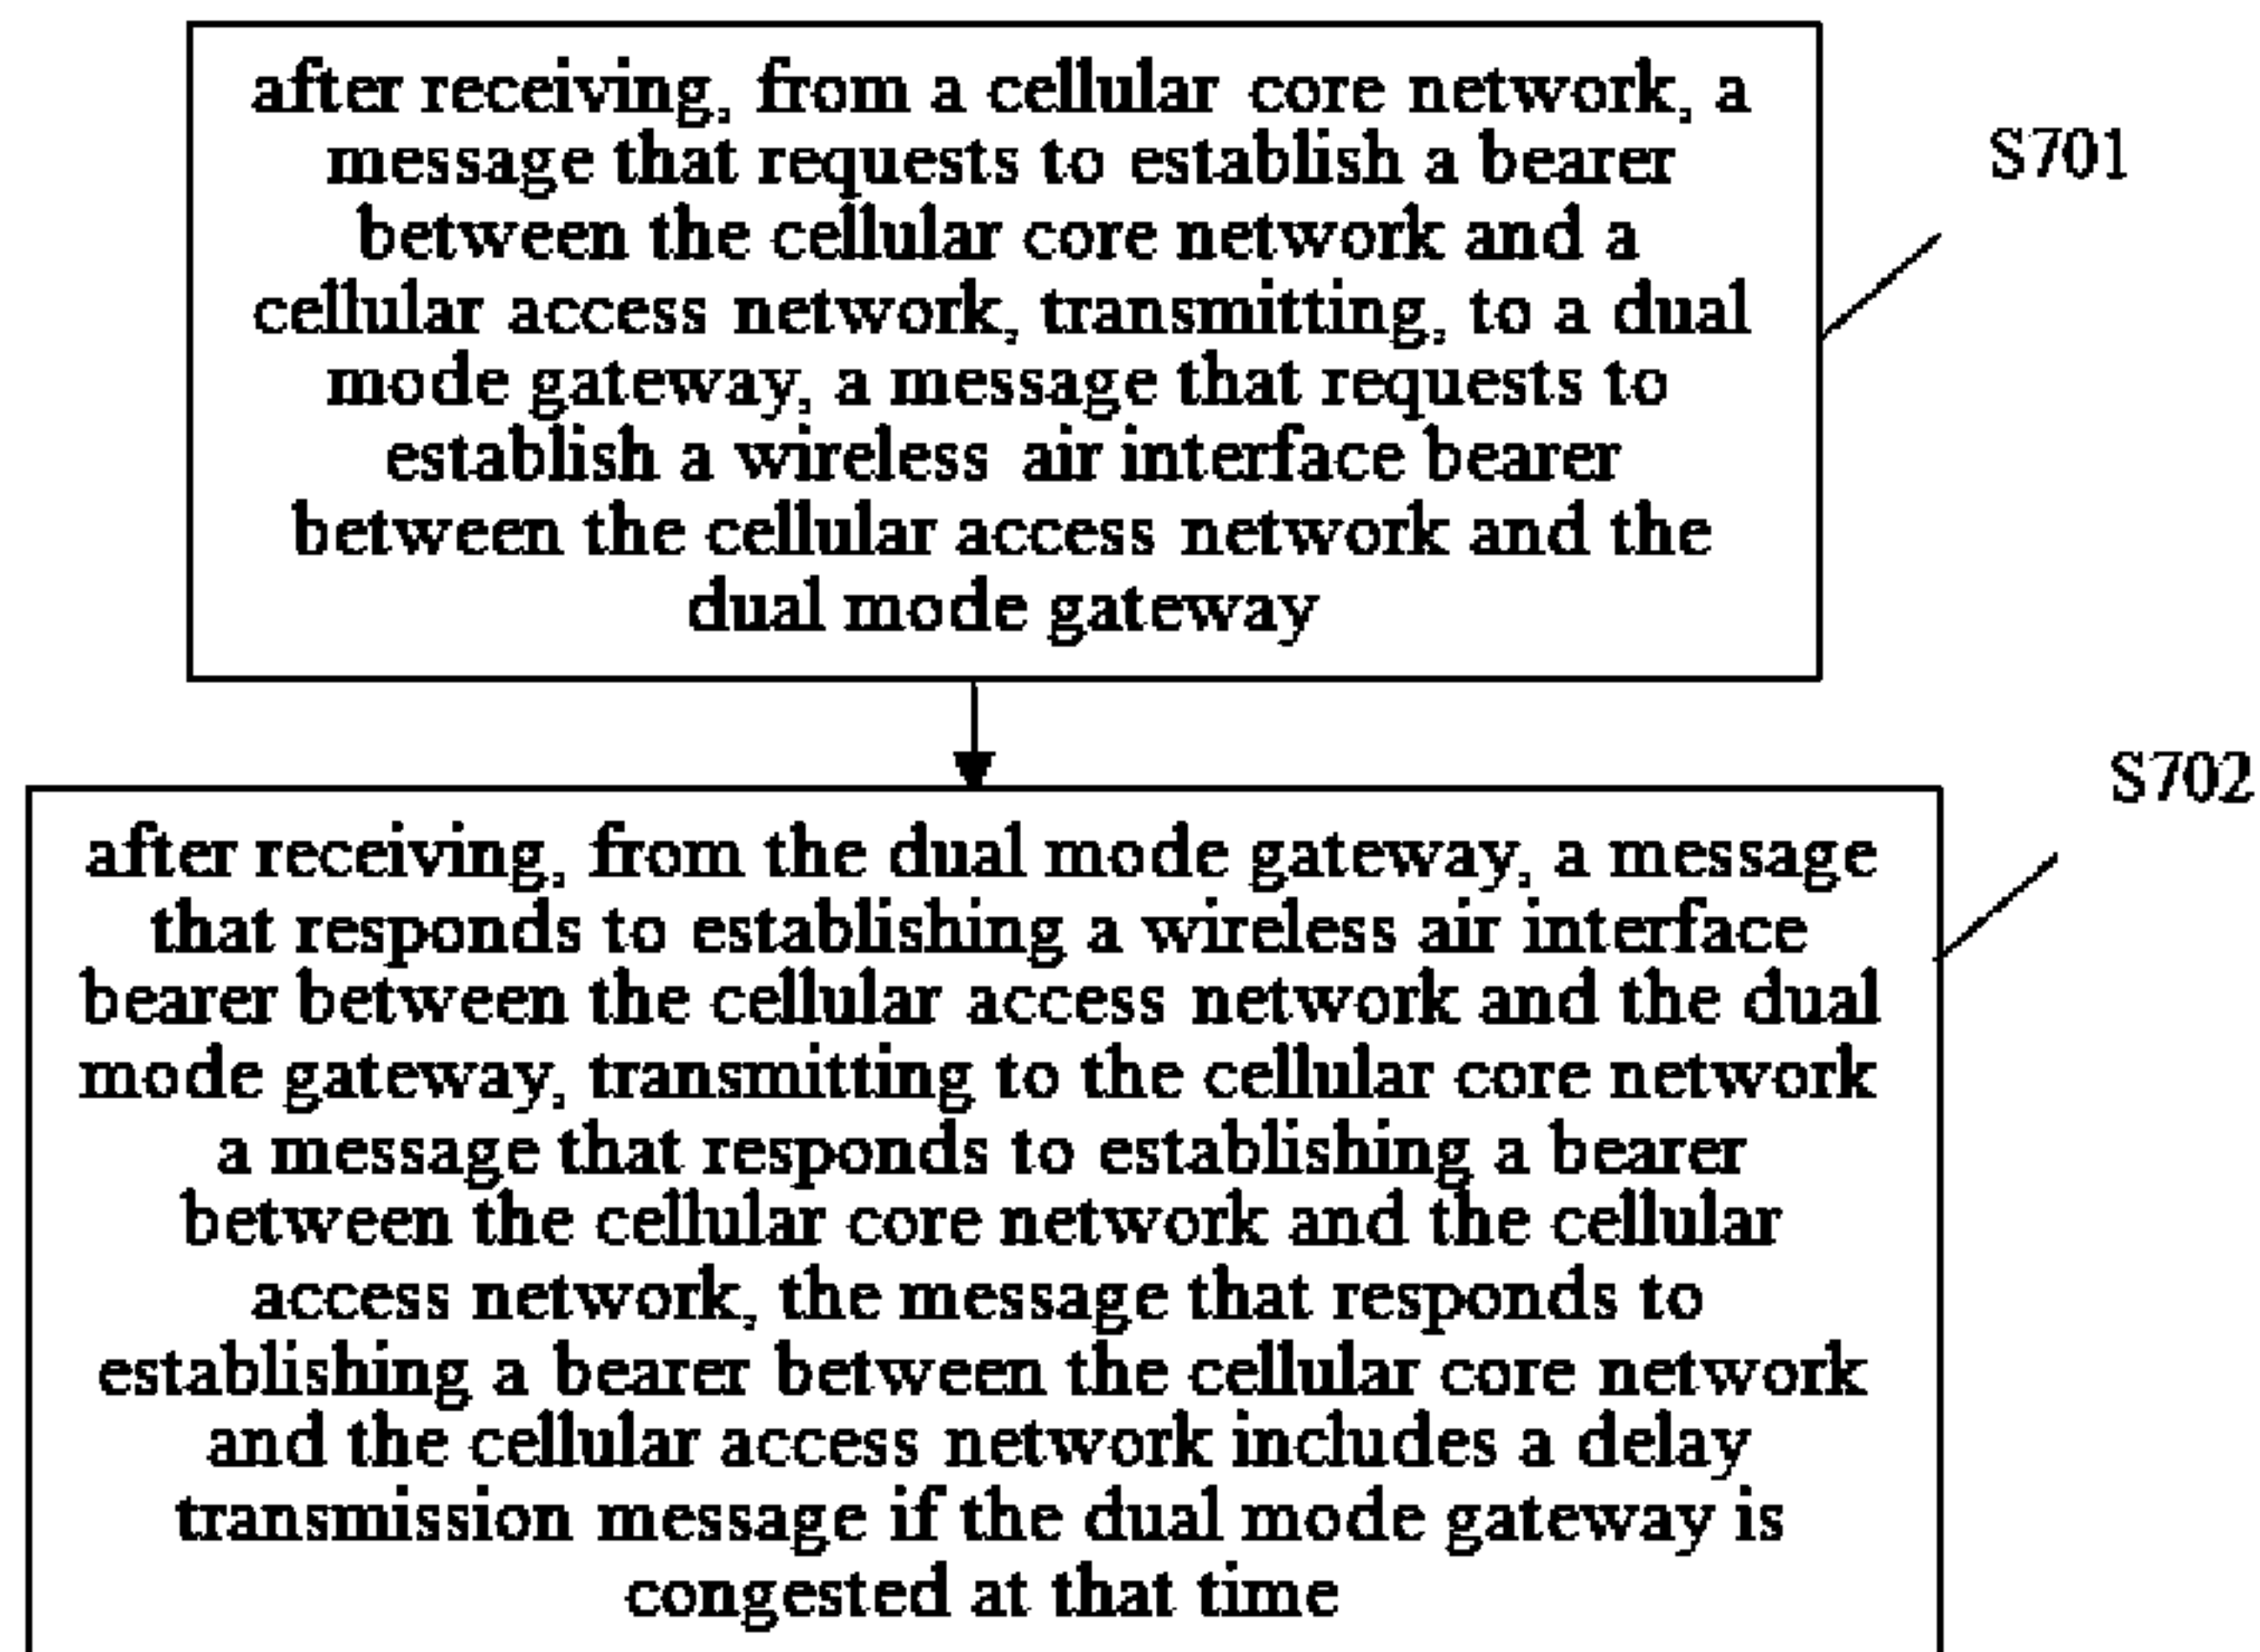 after receiving, from a cellular core network, a
message that requests to establish a bearer
between the cellular core network and a
cellular access network, transmitting, to a dual
mode gateway, a message that requests to
establish a wireless air interface bearer
between the cellular access network and the
dual mode gateway
S701
S702
after receiving, from the dual mode gateway, a message
that responds to establishing a wireless air interface
bearer between the cellular access network and the dual
mode gateway, transmitting to the cellular core network
a message that responds to establishing a bearer
between the cellular core network and the cellular
access network, the message that responds to
establishing a bearer between the cellular core network
and the cellular access network includes a delay
transmission message if the dual mode gateway is
congested at that time